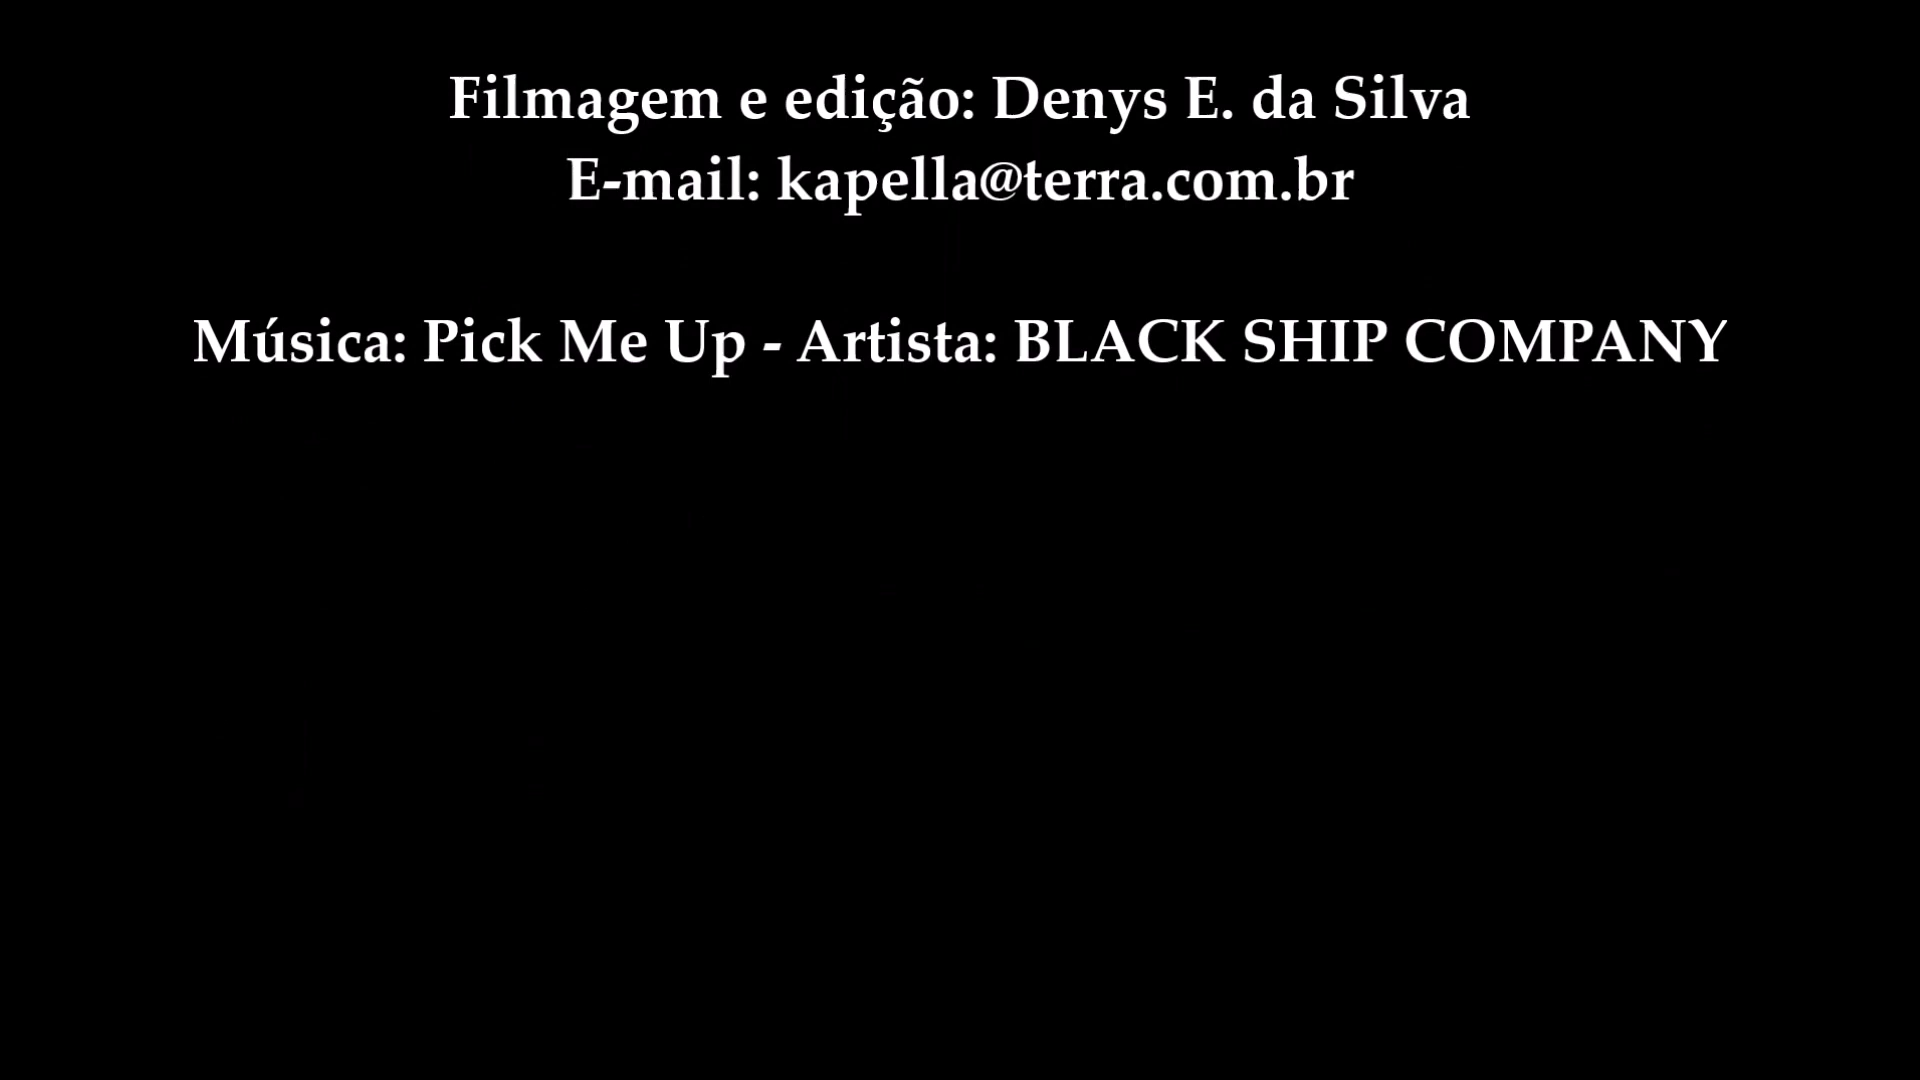 Filmagem e edição: Denys E. da Silva
E-mail: kapella@terra.com.br
Música: Pick Me Up - Artista: BLACK SHIP COMPANY